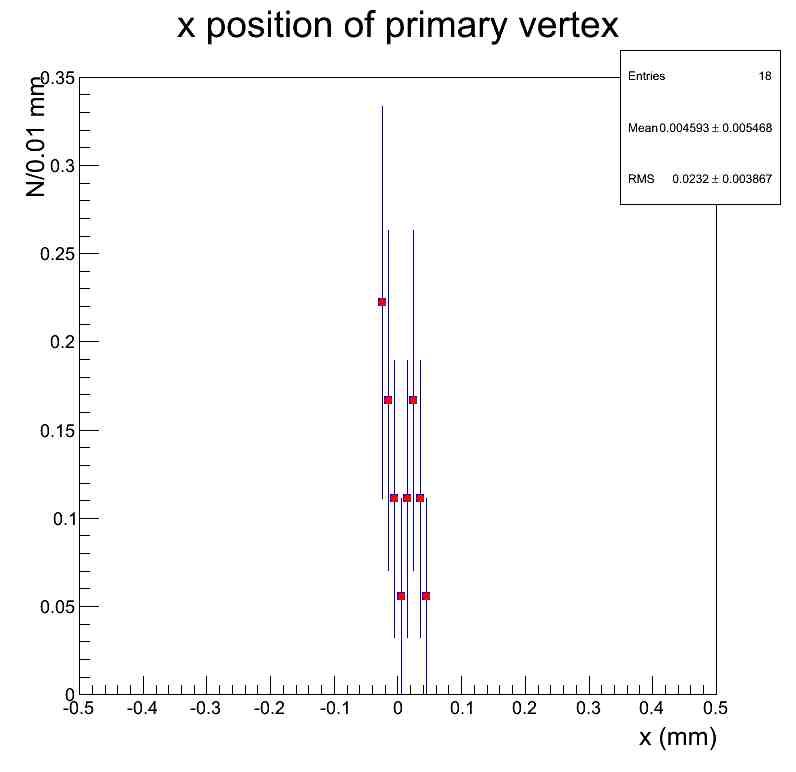 x position of primary vertex
Entries 18
Mean 0.004593 ± 0.005468
RMS 0.0232 ± 0.003867
N/0.01 mm
0.35
0.3
0.25
0.2
0.15
0.1
0.05
0
-0.5 -0.4 -0.3 -0.2 -0.1 0 0.1 0.2 0.3 0.4 0.5
x (mm)